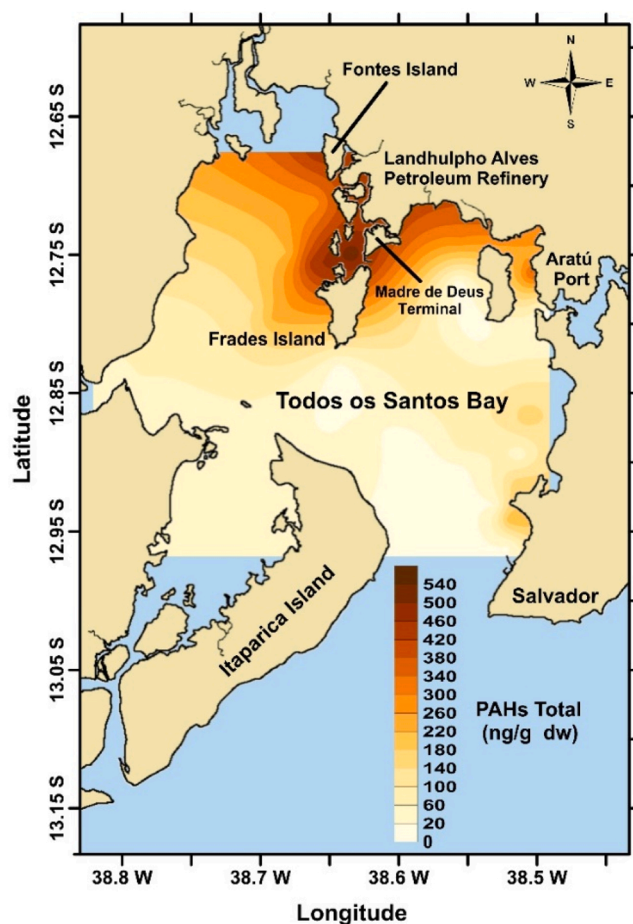 N
W E
S
Fontes Island
Landhulpho Alves
Petroleum Refinery
Aratú
Port
Madre de Deus
Terminal
Frades Island
Todos os Santos Bay
Itaparica Island
Salvador
540
500
460
420
380
340
300
260
220
180
140
100
60
20
0
PAHs Total
(ng/g dw)
Latitude
12.65 S
12.75 S
12.85 S
12.95 S
13.05 S
13.15 S
38.8 W
38.7 W
38.6 W
38.5 W
Longitude